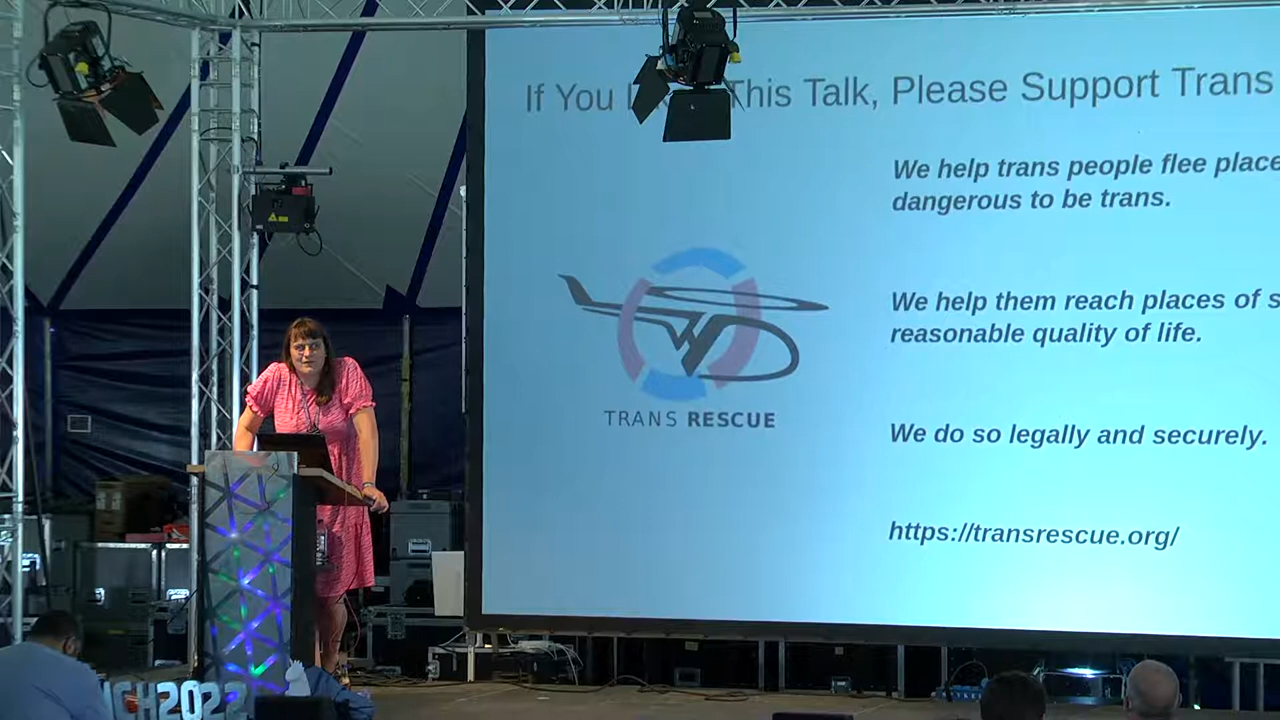 If You This Talk, Please Support Trans
We help trans people flee place
dangerous to be trans.
We help them reach places of s
reasonable quality of life.
TRANS RESCUE
We do so legally and securely.
https://transrescue.org/
MCH2022